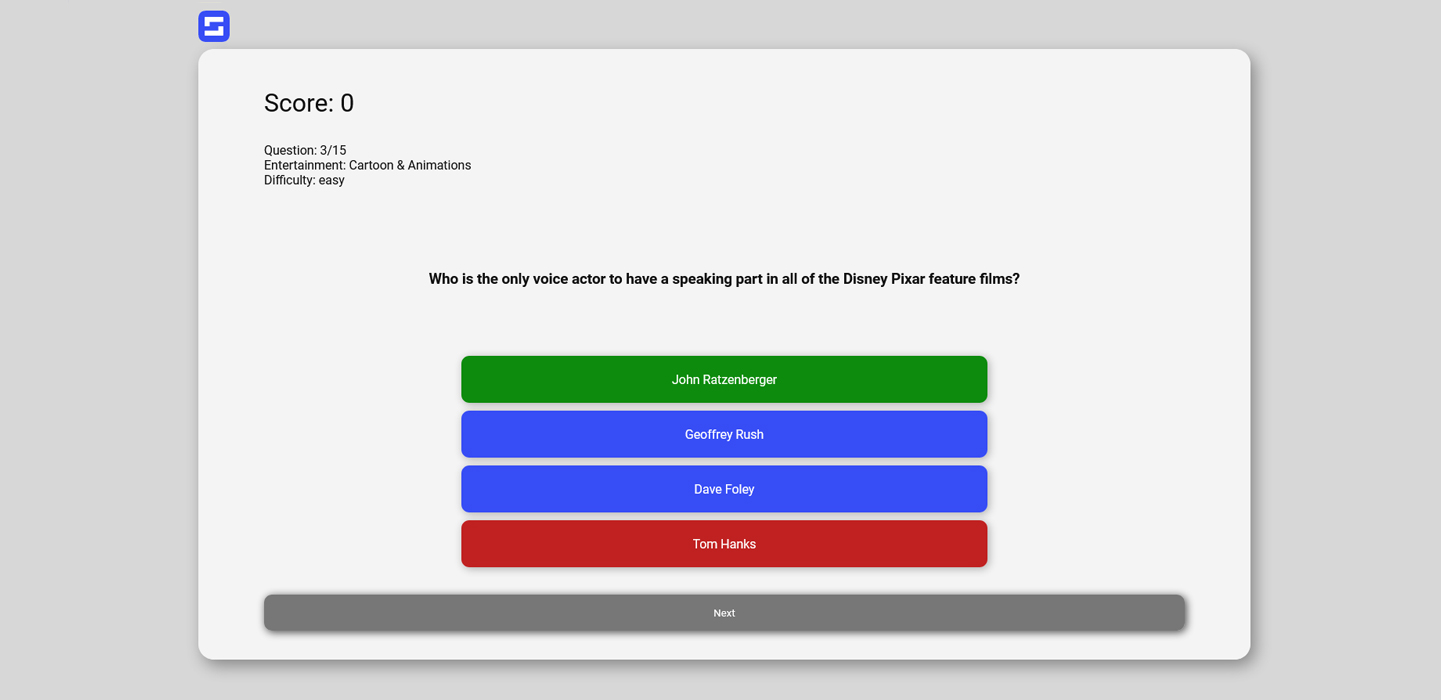 Score: 0
Question: 3/15
Entertainment: Cartoon & Animations
Difficulty: easy
Who is the only voice actor to have a speaking part in all of the Disney Pixar feature films?
John Ratzenberger
Geoffrey Rush
Dave Foley
Tom Hanks
Next